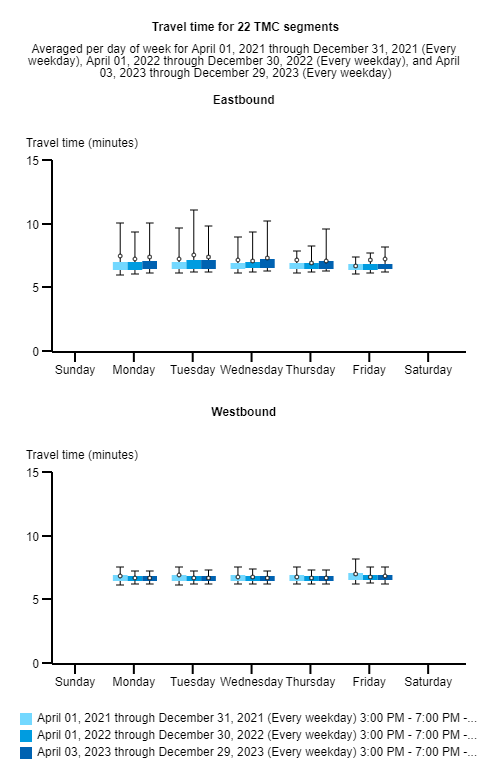 Travel time for 22 TMC segments
Averaged per day of week for April 01, 2021 through December 31, 2021 (Every
weekday), April 01, 2022 through December 30, 2022 (Every weekday), and April
03, 2023 through December 29, 2023 (Every weekday)
Eastbound
Travel time (minutes)
15
10
5
0
Sunday Monday Tuesday Wednesday Thursday Friday Saturday
Westbound
Travel time (minutes)
15
10
5
0
Sunday Monday Tuesday Wednesday Thursday Friday Saturday
April 01, 2021 through December 31, 2021 (Every weekday) 3:00 PM - 7:00 PM -...
April 01, 2022 through December 30, 2022 (Every weekday) 3:00 PM - 7:00 PM -...
April 03, 2023 through December 29, 2023 (Every weekday) 3:00 PM - 7:00 PM -...